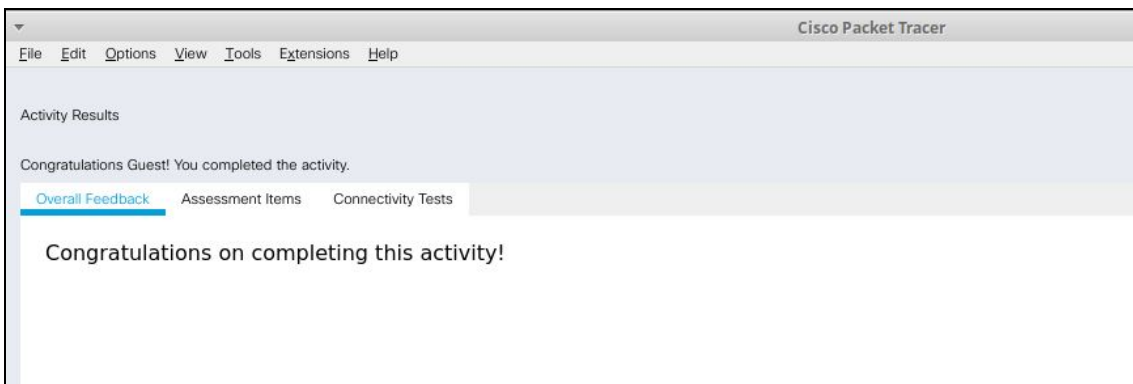 Cisco Packet Tracer
File Edit Options View Tools Extensions Help
Activity Results
Congratulations Guest! You completed the activity.
Overall Feedback Assessment Items Connectivity Tests
Congratulations on completing this activity!